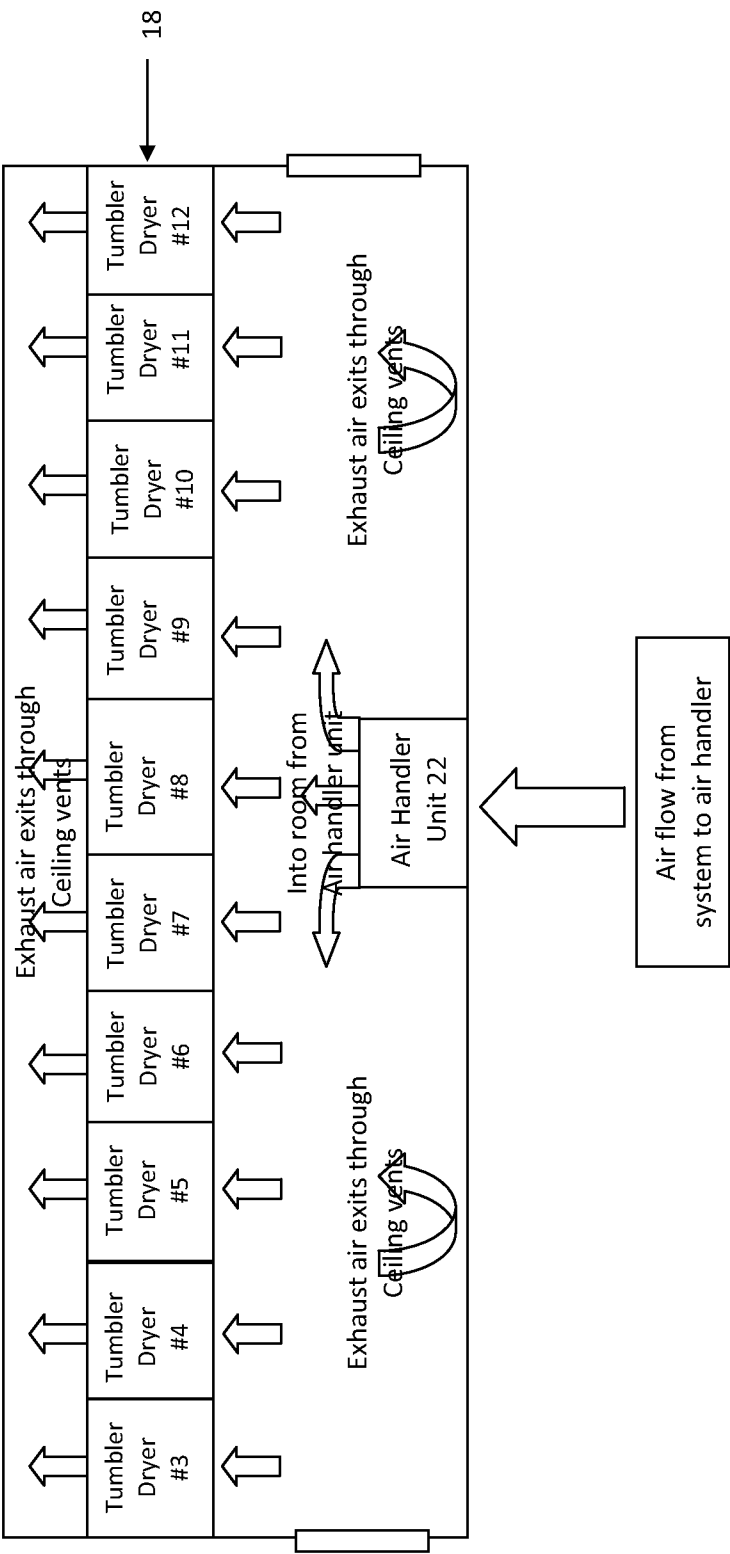 Exhaust air exits through
Ceiling vents
Tumbler
Dryer
#3
Tumbler
Dryer
#4
Tumbler
Dryer
#5
Tumbler
Dryer
#6
Tumbler
Dryer
#7
Tumbler
Dryer
#8
Tumbler
Dryer
#9
Tumbler
Dryer
#10
Tumbler
Dryer
#11
Tumbler
Dryer
#12
18
Into room from
Air handler unit
Exhaust air exits through
Ceiling vents
Exhaust air exits through
Ceiling vents
Air Handler
Unit 22
Air flow from
system to air handler